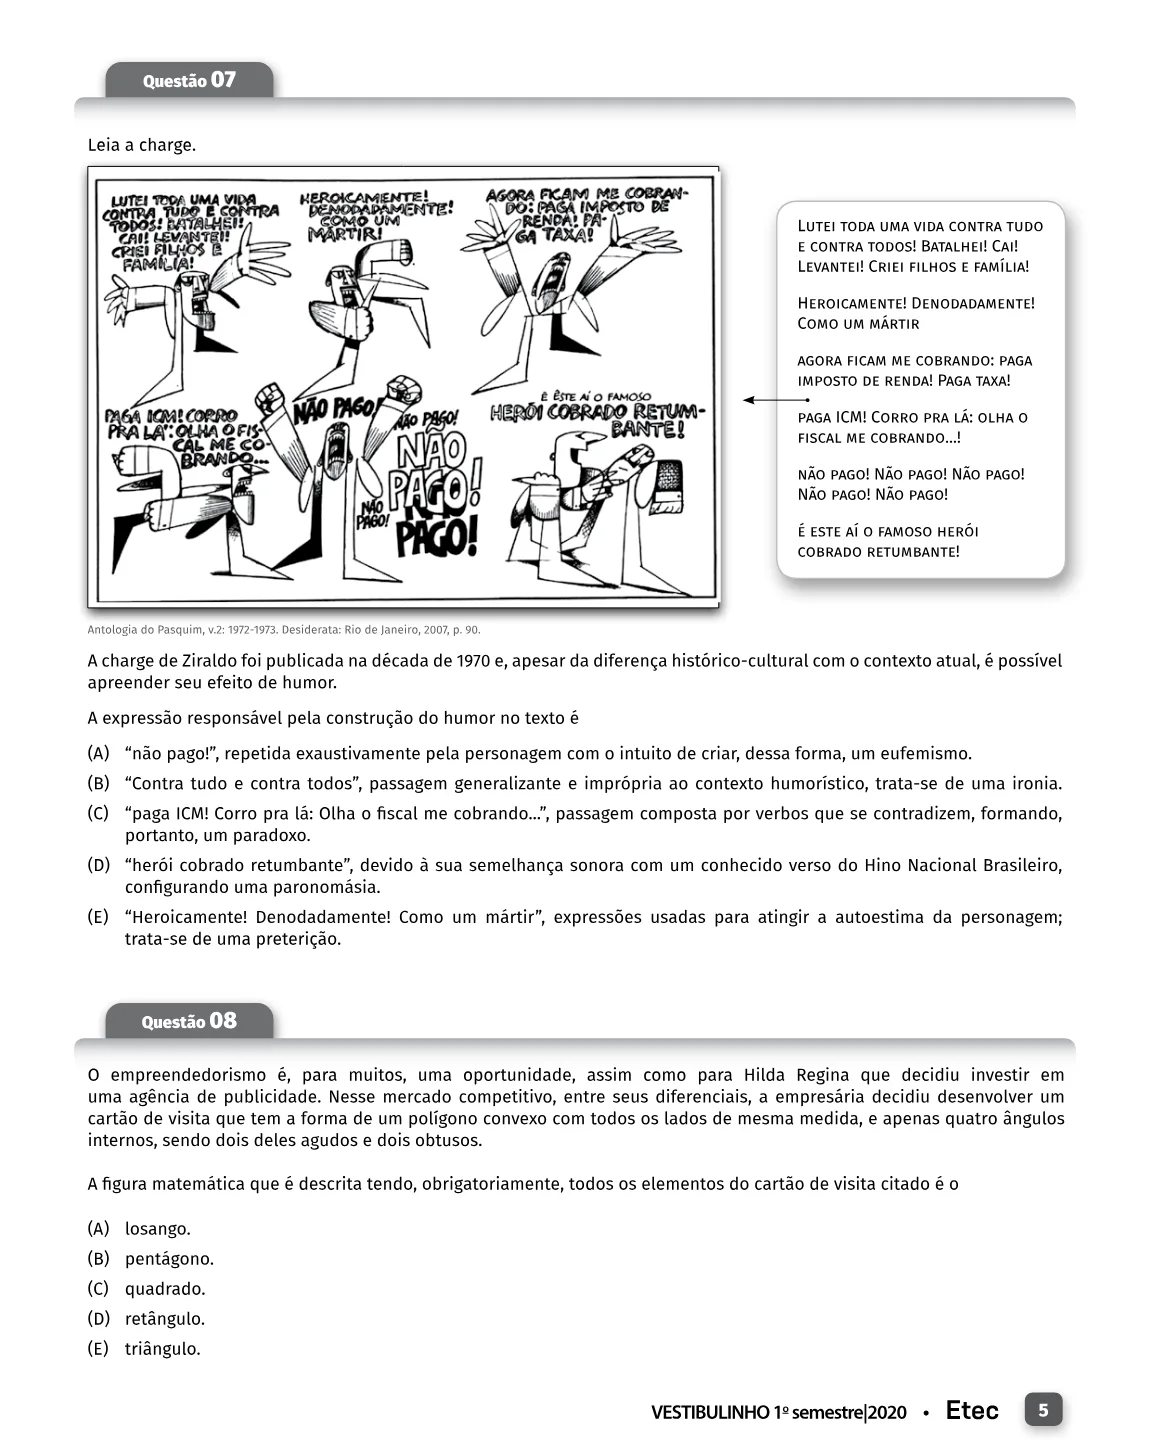 Questão 07
Leia a charge.
LUTEI TODA UMA VIDA
CONTRA TUDO E CONTRA
TODOS! BATALHEI!
CAI! LEVANTEI!
CRIEI FILHOS E
FAMÍLIA!
HEROICAMENTE!
DENODADAMENTE!
COMO UM
MÁRTIR!
AGORA FICAM ME COBRAN-
DO: PAGA IMPOSTO DE
RENDA! PA-
GA TAXA!
PAGA ICM! CORRO
PRA LÁ: OLHA O FIS-
CAL ME CO-
BRANDO...
NÃO PAGO!
NÃO PAGO!
NÃO
PAGO!
PAGO!
NÃO
PAGO!
É ÊSTE AÍ O FAMOSO
HERÓI COBRADO RETUM-
BANTE!
LUTEI TODA UMA VIDA CONTRA TUDO
E CONTRA TODOS! BATALHEI! CAI!
LEVANTEI! CRIEI FILHOS E FAMÍLIA!
HEROICAMENTE! DENODADAMENTE!
COMO UM MÁRTIR
AGORA FICAM ME COBRANDO: PAGA
IMPOSTO DE RENDA! PAGA TAXA!
PAGA ICM! CORRO PRA LÁ: OLHA O
FISCAL ME COBRANDO...!
NÃO PAGO! NÃO PAGO! NÃO PAGO!
NÃO PAGO! NÃO PAGO!
É ESTE AÍ O FAMOSO HERÓI
COBRADO RETUMBANTE!
Antologia do Pasquim, v.2: 1972-1973. Desiderata: Rio de Janeiro, 2007, p. 90.
A charge de Ziraldo foi publicada na década de 1970 e, apesar da diferença histórico-cultural com o contexto atual, é possível
apreender seu efeito de humor.
A expressão responsável pela construção do humor no texto é
(A) “não pago!”, repetida exaustivamente pela personagem com o intuito de criar, dessa forma, um eufemismo.
(B) “Contra tudo e contra todos”, passagem generalizante e imprópria ao contexto humorístico, trata-se de uma ironia.
(C) “paga ICM! Corro pra lá: Olha o fiscal me cobrando...”, passagem composta por verbos que se contradizem, formando,
portanto, um paradoxo.
(D) “herói cobrado retumbante”, devido à sua semelhança sonora com um conhecido verso do Hino Nacional Brasileiro,
configurando uma paronomásia.
(E) “Heroicamente! Denodadamente! Como um mártir”, expressões usadas para atingir a autoestima da personagem;
trata-se de uma preterição.
Questão 08
O empreendedorismo é, para muitos, uma oportunidade, assim como para Hilda Regina que decidiu investir em
uma agência de publicidade. Nesse mercado competitivo, entre seus diferenciais, a empresária decidiu desenvolver um
cartão de visita que tem a forma de um polígono convexo com todos os lados de mesma medida, e apenas quatro ângulos
internos, sendo dois deles agudos e dois obtusos.
A figura matemática que é descrita tendo, obrigatoriamente, todos os elementos do cartão de visita citado é o
(A) losango.
(B) pentágono.
(C) quadrado.
(D) retângulo.
(E) triângulo.
VESTIBULINHO 1º semestre|2020 • Etec 5